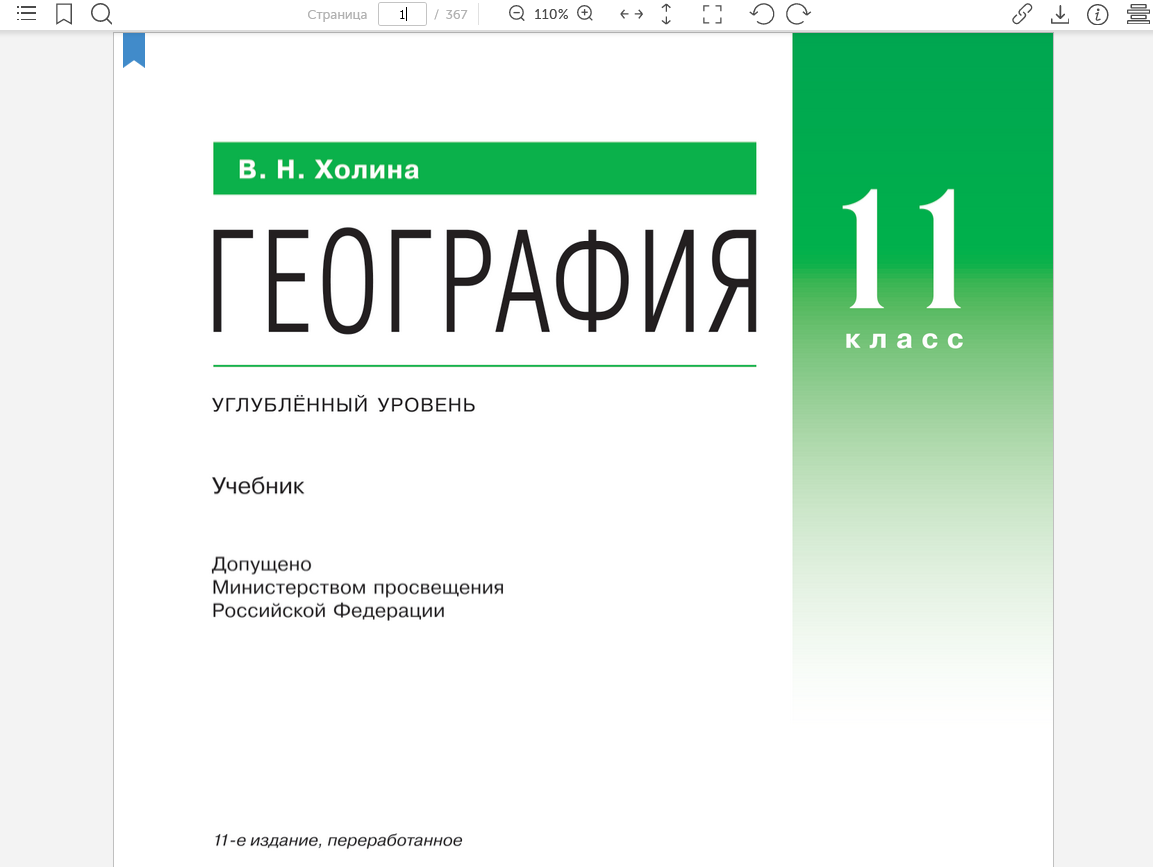 Страница 1 / 367 110%
В. Н. Холина
ГЕОГРАФИЯ
11
класс
УГЛУБЛЁННЫЙ УРОВЕНЬ
Учебник
Допущено
Министерством просвещения
Российской Федерации
11-е издание, переработанное